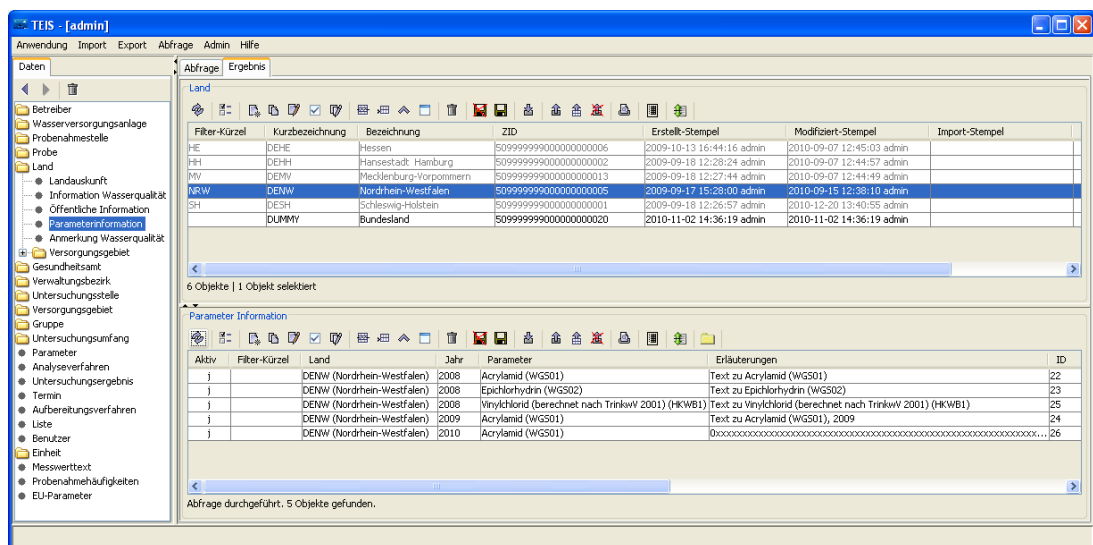 TEIS - [admin]
Anwendung Import Export Abfrage Admin Hilfe
Daten
Betreiber
Wasserversorgungsanlage
Probenahmestelle
Probe
Land
Landauskunft
Information Wasserqualität
Öffentliche Information
Parameterinformation
Anmerkung Wasserqualität
Versorgungsgebiet
Gesundheitsamt
Verwaltungsbezirk
Untersuchungsstelle
Versorgungsgebiet
Gruppe
Untersuchungsumfang
Parameter
Analyseverfahren
Untersuchungsergebnis
Termin
Aufbereitungsverfahren
Liste
Benutzer
Einheit
Messwerttext
Probenahmehäufigkeiten
EU-Parameter
Abfrage Ergebnis
Land
Filter-Kürzel Kurzbezeichnung Bezeichnung ZID Erstellt-Stempel Modifiziert-Stempel Import-Stempel
HE DEHE Hessen 50999999000000000006 2009-10-13 16:44:16 admin 2010-09-07 12:45:03 admin
HH DEHH Hansestadt Hamburg 50999999000000000002 2009-09-18 12:28:24 admin 2010-09-07 12:44:57 admin
MV DEMV Mecklenburg-Vorpommern 50999999000000000013 2009-09-18 12:27:44 admin 2010-09-07 12:44:49 admin
NRW DENW Nordrhein-Westfalen 50999999000000000005 2009-09-17 15:28:00 admin 2010-09-15 12:38:10 admin
SH DESH Schleswig-Holstein 50999999000000000001 2009-09-18 12:26:57 admin 2010-12-20 13:40:55 admin
DUMMY Bundesland 50999999000000000020 2010-11-02 14:36:19 admin 2010-11-02 14:36:19 admin
6 Objekte | 1 Objekt selektiert
Parameter Information
Aktiv Filter-Kürzel Land Jahr Parameter Erläuterungen ID
j DENW (Nordrhein-Westfalen) 2008 Acrylamid (WGS01) Text zu Acrylamid (WGS01) 22
j DENW (Nordrhein-Westfalen) 2008 Epichlorhydrin (WGS02) Text zu Epichlorhydrin (WGS02) 23
j DENW (Nordrhein-Westfalen) 2008 Vinylchlorid (berechnet nach TrinkwV 2001) (HKWB1) Text zu Vinylchlorid (berechnet nach TrinkwV 2001) (HKWB1) 25
j DENW (Nordrhein-Westfalen) 2009 Acrylamid (WGS01) Text zu Acrylamid (WGS01), 2009 24
j DENW (Nordrhein-Westfalen) 2010 Acrylamid (WGS01) 26
Abfrage durchgeführt. 5 Objekte gefunden.